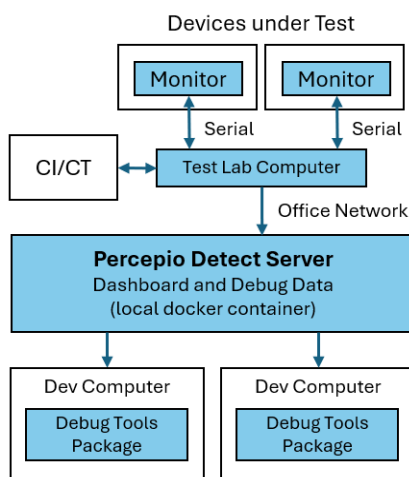 Devices under Test
Monitor
Monitor
Serial
Serial
CI/CT
Test Lab Computer
Office Network
Percepio Detect Server
Dashboard and Debug Data
(local docker container)
Dev Computer
Debug Tools
Package
Dev Computer
Debug Tools
Package